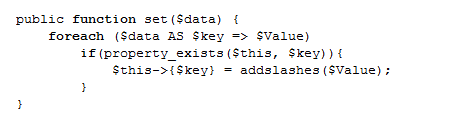 public function set($data) {
foreach ($data AS $key => $Value)
if(property_exists($this, $key)){
$this->{$key} = addslashes($Value);
}
}